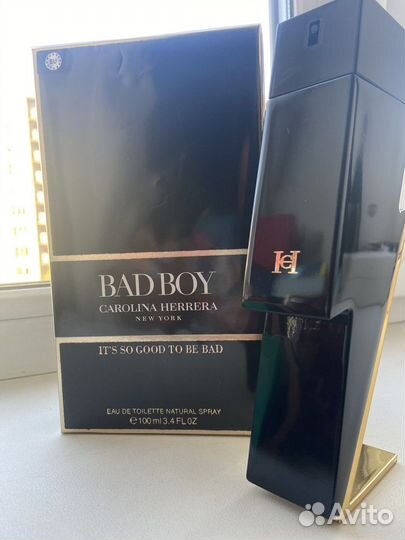 BAD BOY
CAROLINA HERRERA
NEW YORK
IT'S SO GOOD TO BE BAD
EAU DE TOILETTE NATURAL SPRAY
℮ 100 ml 3.4 FL OZ
CH
Avito